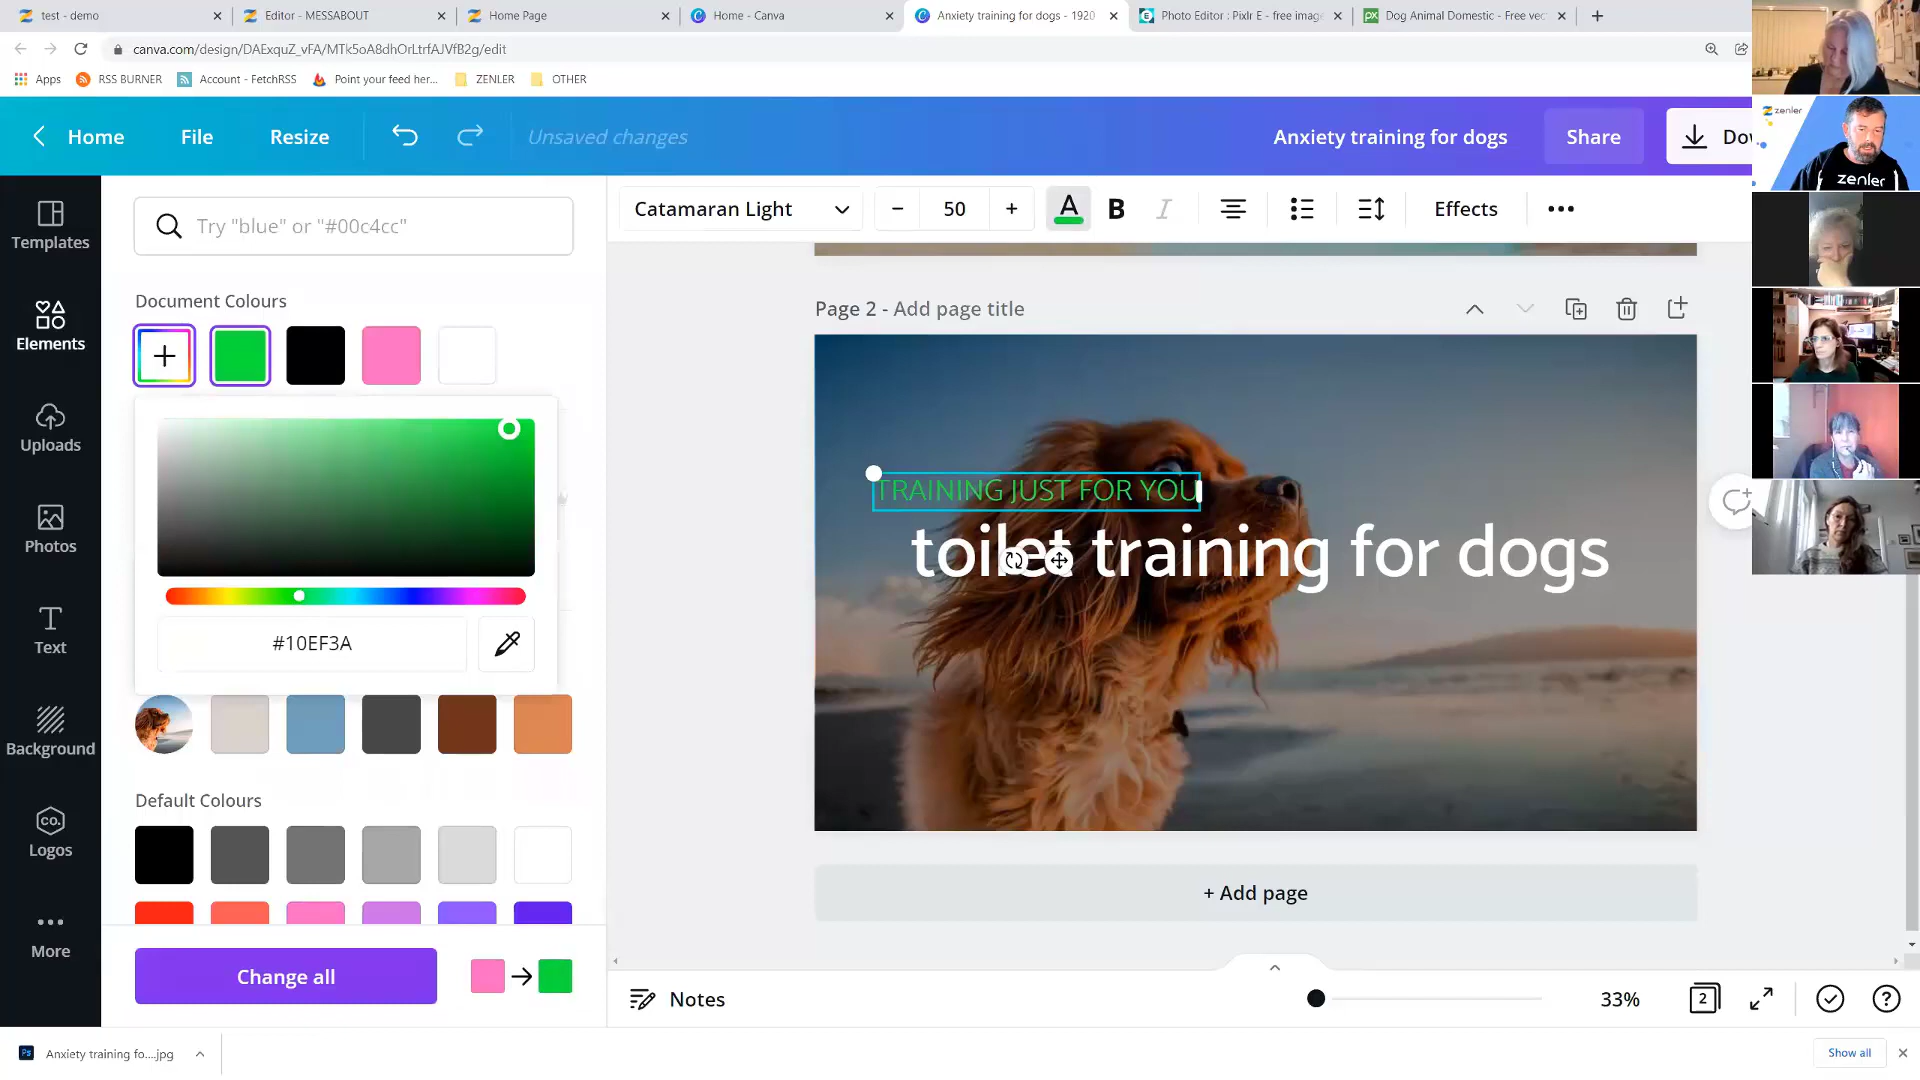 test - demo
Editor - MESSABOUT
Home Page
Home - Canva
Anxiety training for dogs - 1920
Photo Editor : Pixlr E - free imag
Dog Animal Domestic - Free vec
canva.com/design/DAExquZ_vFA/MTk5oA8dhOrLtrfAJVfB2g/edit
Apps
RSS BURNER
Account - FetchRSS
Point your feed her...
ZENLER
OTHER
Home
File
Resize
Unsaved changes
Anxiety training for dogs
Share
Dow
zenler
zenler
Templates
Elements
Uploads
Photos
Text
Background
CO.
Logos
More
Try "blue" or "#00c4cc"
Document Colours
#10EF3A
Default Colours
Change all
Catamaran Light
50
A
B
I
Effects
Page 2 - Add page title
TRAINING JUST FOR YOU
toilet training for dogs
+ Add page
Notes
33%
2
?
Ps
Anxiety training fo....jpg
Show all